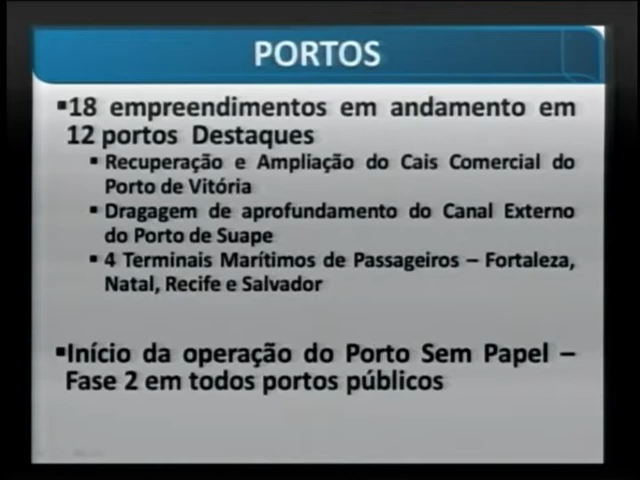 PORTOS
▪18 empreendimentos em andamento em
12 portos Destaques
▪ Recuperação e Ampliação do Cais Comercial do
Porto de Vitória
▪ Dragagem de aprofundamento do Canal Externo
do Porto de Suape
▪ 4 Terminais Marítimos de Passageiros – Fortaleza,
Natal, Recife e Salvador
▪Início da operação do Porto Sem Papel –
Fase 2 em todos portos públicos